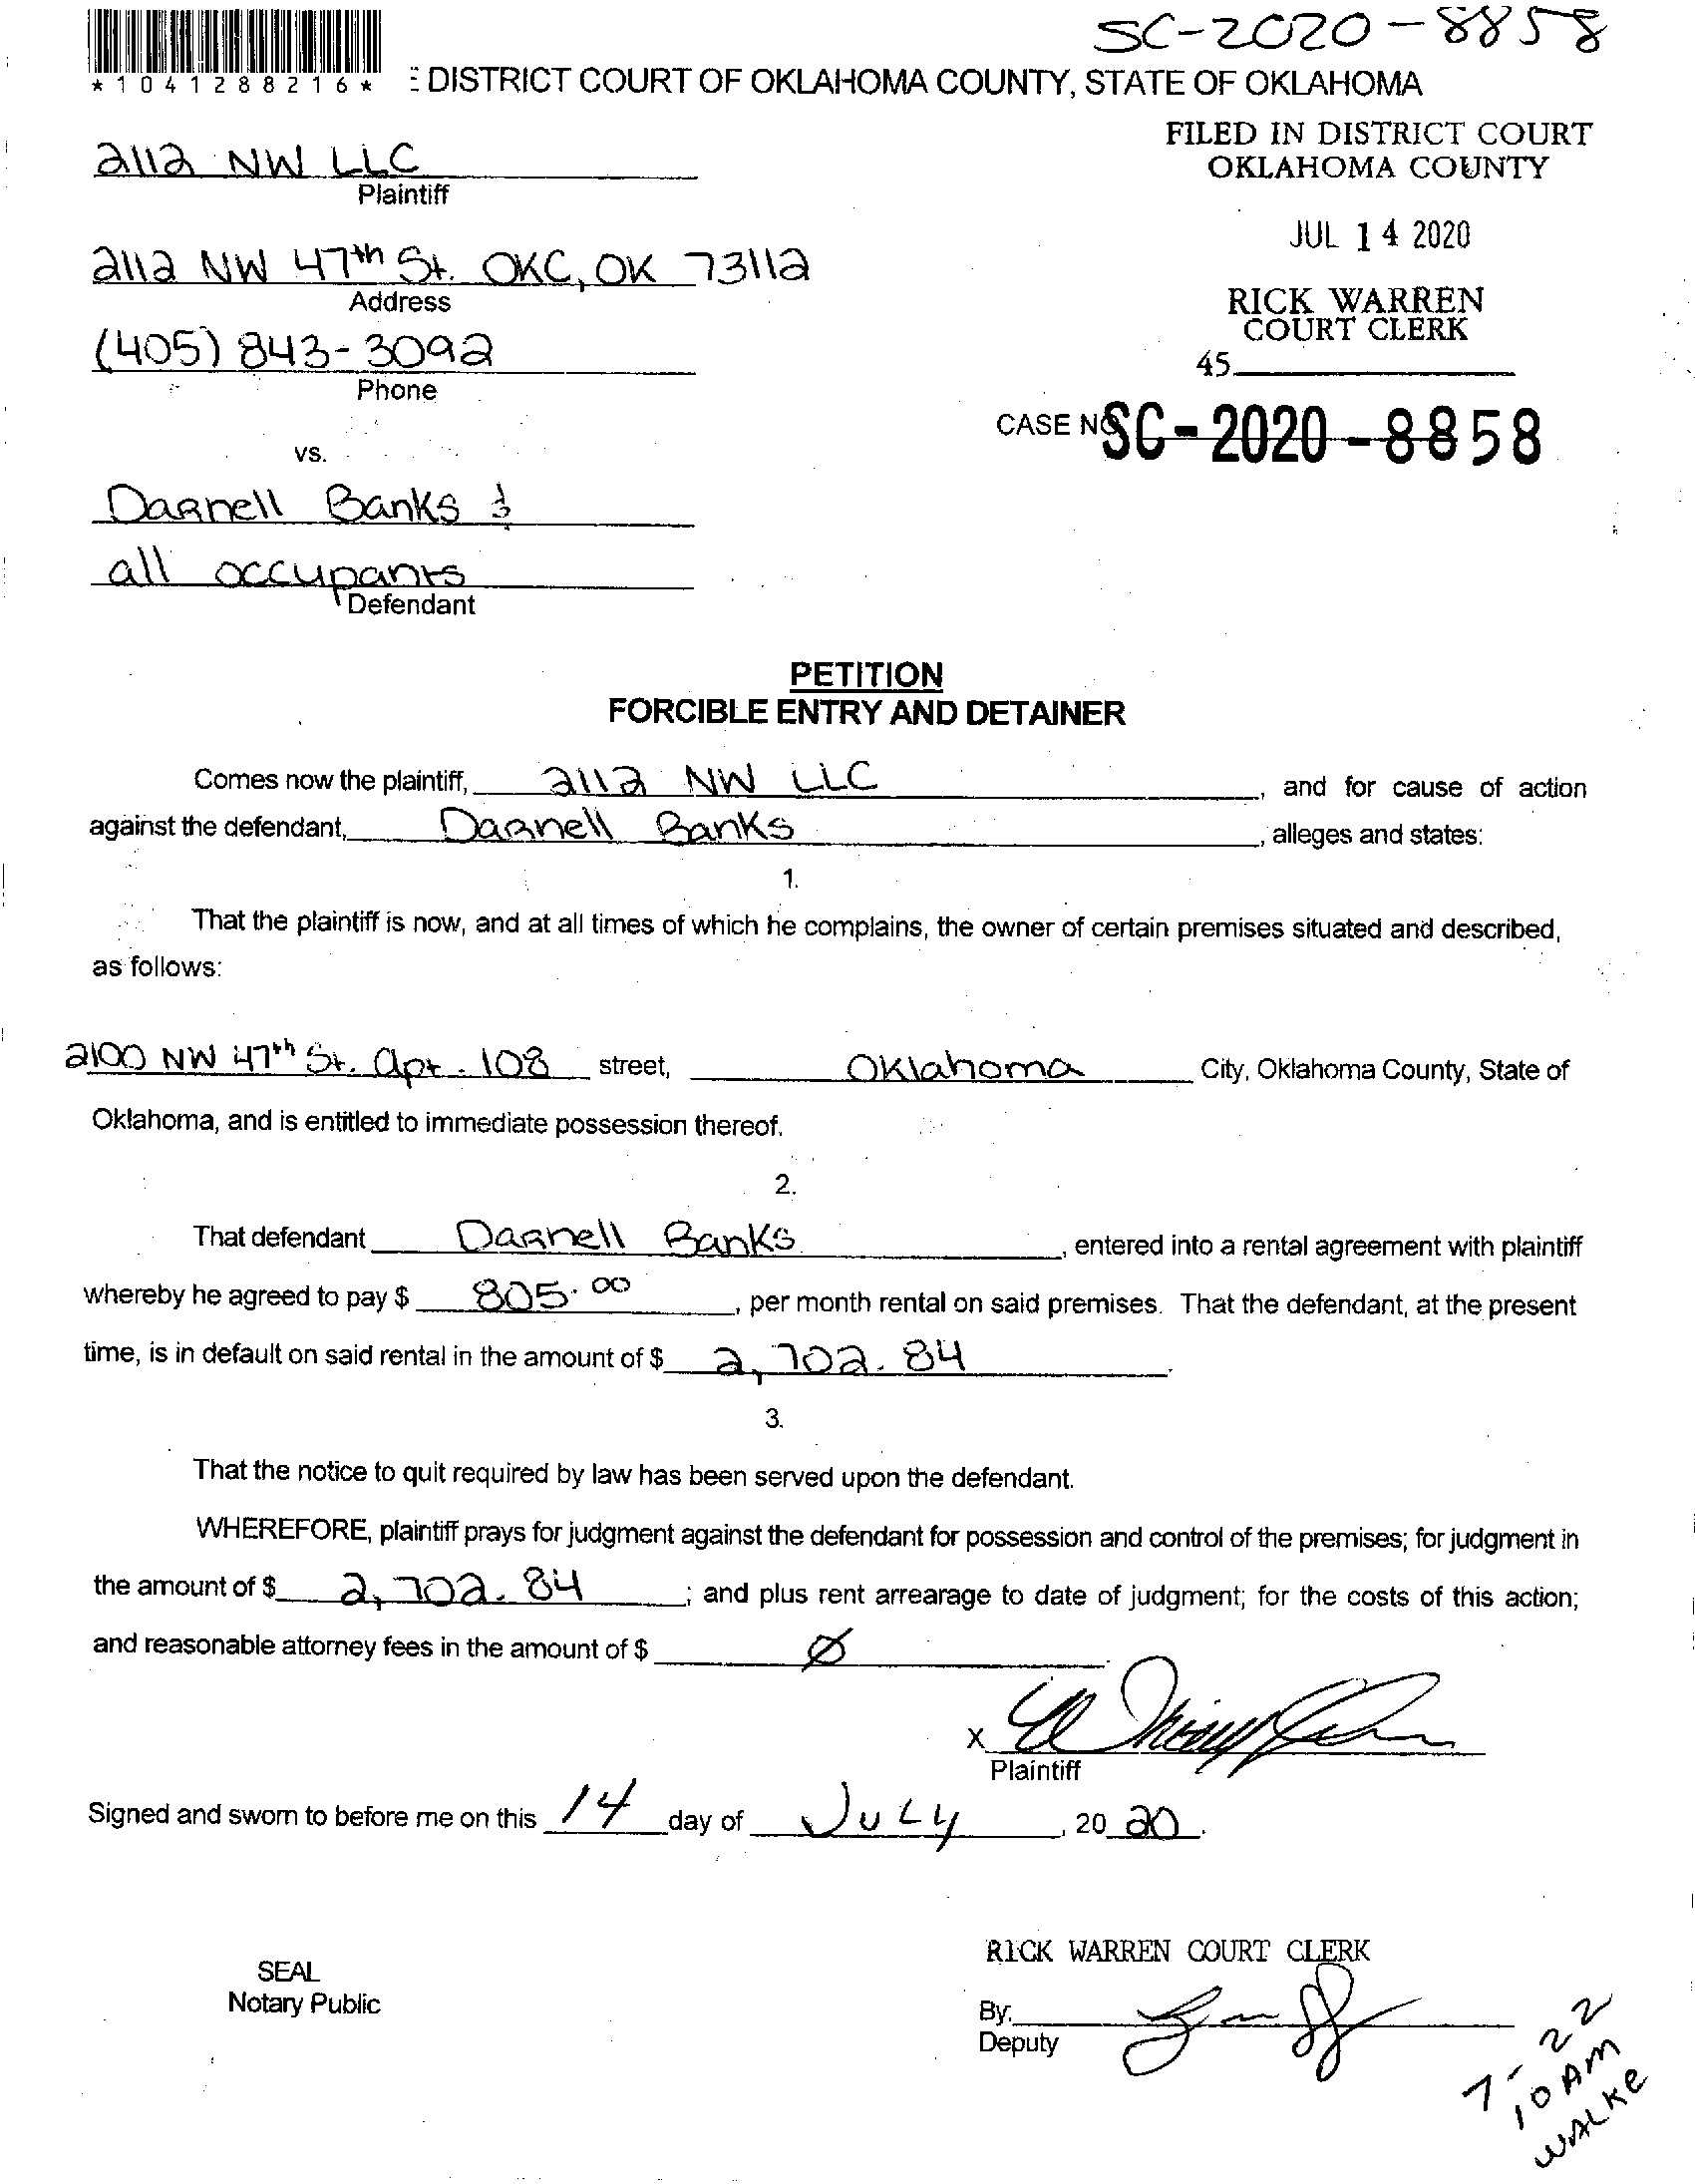 SC-2020-8858
*1041288216*
E DISTRICT COURT OF OKLAHOMA COUNTY, STATE OF OKLAHOMA
FILED IN DISTRICT COURT
OKLAHOMA COUNTY
2112 NW LLC
Plaintiff
JUL 14 2020
2112 NW 47th St. OKC, OK 73112
Address
RICK WARREN
COURT CLERK
(405) 843-3092
Phone
45
CASE NO. SC-2020-8858
vs.
Darnell Banks &
all occupants
Defendant
PETITION
FORCIBLE ENTRY AND DETAINER
Comes now the plaintiff, 2112 NW LLC, and for cause of action
against the defendant, Darnell Banks, alleges and states:
1.
That the plaintiff is now, and at all times of which he complains, the owner of certain premises situated and described,
as follows:
2100 NW 47th St. Apt. 108 street, Oklahoma City, Oklahoma County, State of
Oklahoma, and is entitled to immediate possession thereof.
2.
That defendant Darnell Banks, entered into a rental agreement with plaintiff
whereby he agreed to pay $ 805.00, per month rental on said premises. That the defendant, at the present
time, is in default on said rental in the amount of $ 2,702.84.
3.
That the notice to quit required by law has been served upon the defendant.
WHEREFORE, plaintiff prays for judgment against the defendant for possession and control of the premises; for judgment in
the amount of $ 2,702.84; and plus rent arrearage to date of judgment; for the costs of this action;
and reasonable attorney fees in the amount of $ Ø.
X
Plaintiff
Signed and sworn to before me on this 14 day of July, 2020.
RICK WARREN COURT CLERK
SEAL
Notary Public
By:
Deputy
7-22
10 AM
WALKE